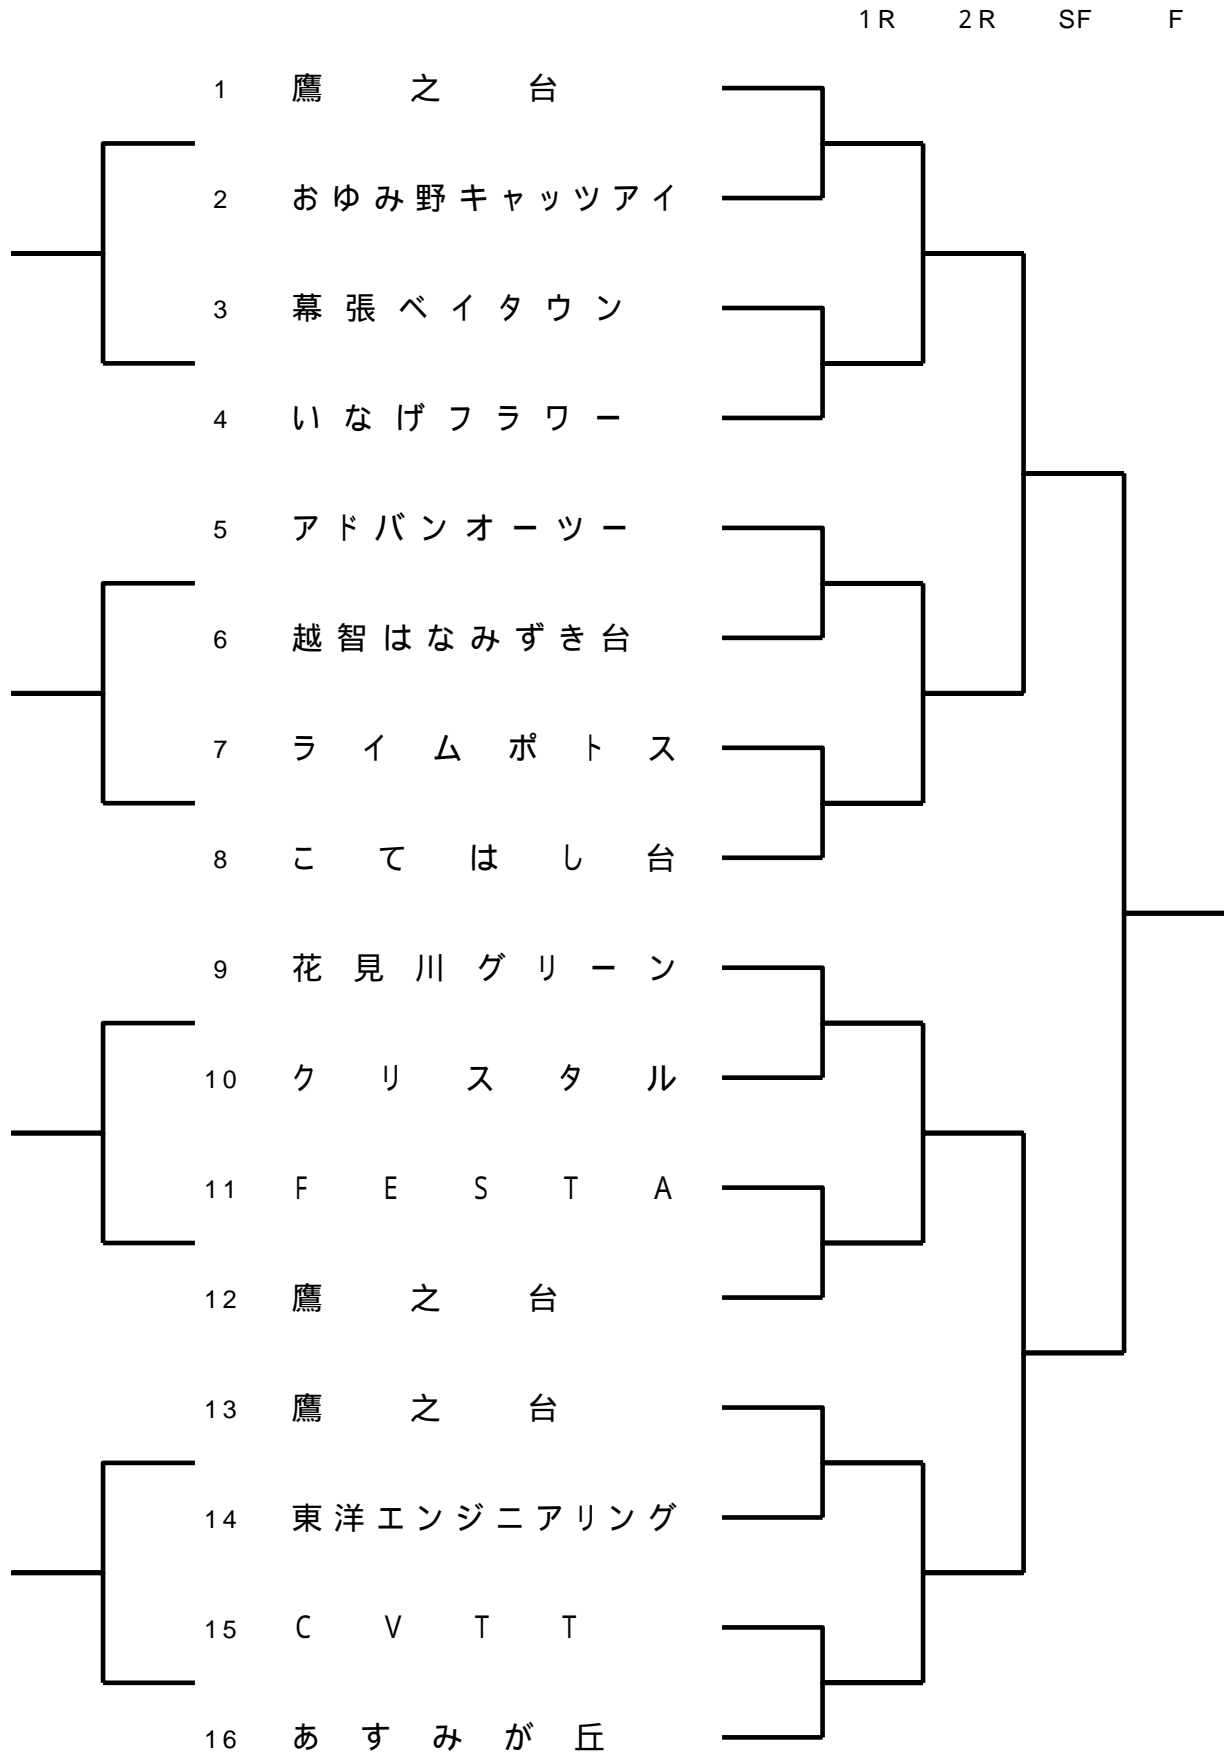 1R 2R SF F
1 鷹之台
2 おゆみ野キャッツアイ
3 幕張ベイタウン
4 いなげフラワー
5 アドバンオーツー
6 越智はなみずき台
7 ライムポトス
8 こてはし台
9 花見川グリーン
10 クリスタル
11 FESTA
12 鷹之台
13 鷹之台
14 東洋エンジニアリング
15 CVTT
16 あすみが丘